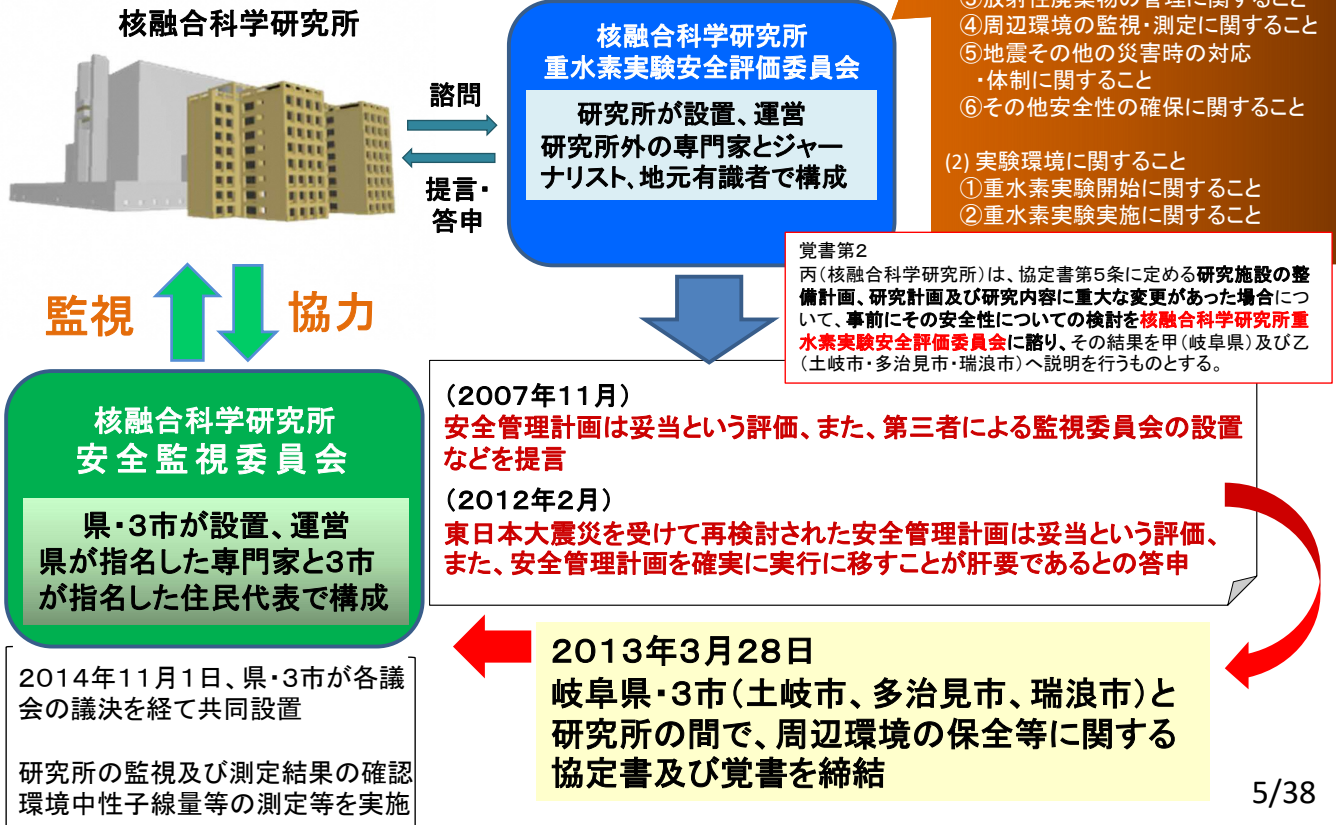 核融合科学研究所
諮問
提言・
答申
核融合科学研究所
重水素実験安全評価委員会
研究所が設置、運営
研究所外の専門家とジャー
ナリスト、地元有識者で構成
③放射性廃棄物の管理に関すること
④周辺環境の監視・測定に関すること
⑤地震その他の災害時の対応
・体制に関すること
⑥その他安全性の確保に関すること
(2) 実験環境に関すること
①重水素実験開始に関すること
②重水素実験実施に関すること
覚書第2
丙(核融合科学研究所)は、協定書第5条に定める研究施設の整
備計画、研究計画及び研究内容に重大な変更があった場合につ
いて、事前にその安全性についての検討を核融合科学研究所重
水素実験安全評価委員会に諮り、その結果を甲(岐阜県)及び乙
(土岐市・多治見市・瑞浪市)へ説明を行うものとする。
監視
協力
(2007年11月)
安全管理計画は妥当という評価、また、第三者による監視委員会の設置
などを提言
(2012年2月)
東日本大震災を受けて再検討された安全管理計画は妥当という評価、
また、安全管理計画を確実に実行に移すことが肝要であるとの答申
核融合科学研究所
安全監視委員会
県・3市が設置、運営
県が指名した専門家と3市
が指名した住民代表で構成
2014年11月1日、県・3市が各議
会の議決を経て共同設置
研究所の監視及び測定結果の確認
環境中性子線量等の測定等を実施
2013年3月28日
岐阜県・3市(土岐市、多治見市、瑞浪市)と
研究所の間で、周辺環境の保全等に関する
協定書及び覚書を締結
5/38